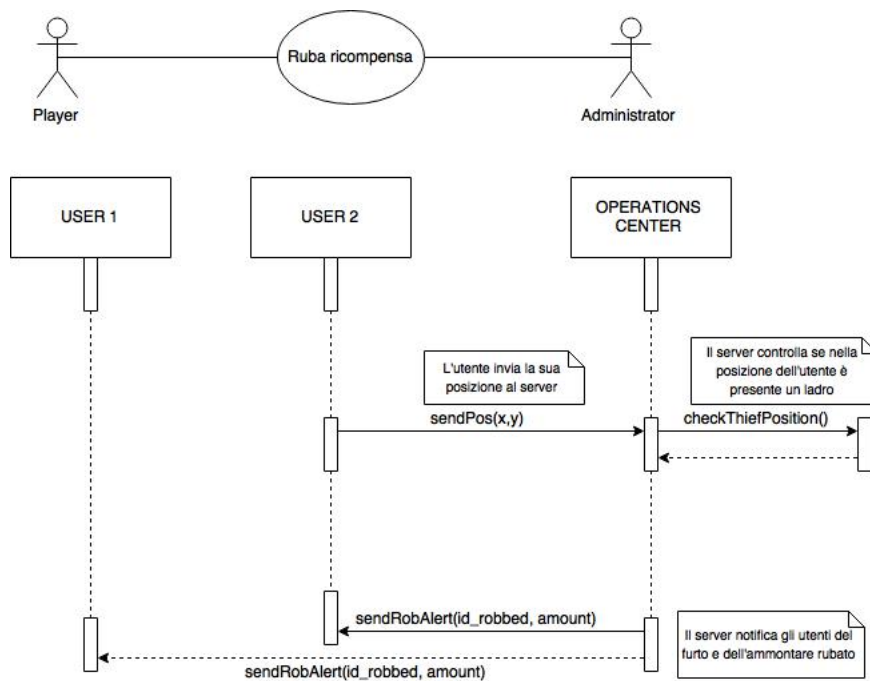 Ruba ricompensa
Player
Administrator
USER 1
USER 2
OPERATIONS
CENTER
L'utente invia la sua
posizione al server
Il server controlla se nella
posizione dell'utente è
presente un ladro
sendPos(x,y)
checkThiefPosition()
sendRobAlert(id_robbed, amount)
Il server notifica gli utenti del
furto e dell'ammontare rubato
sendRobAlert(id_robbed, amount)